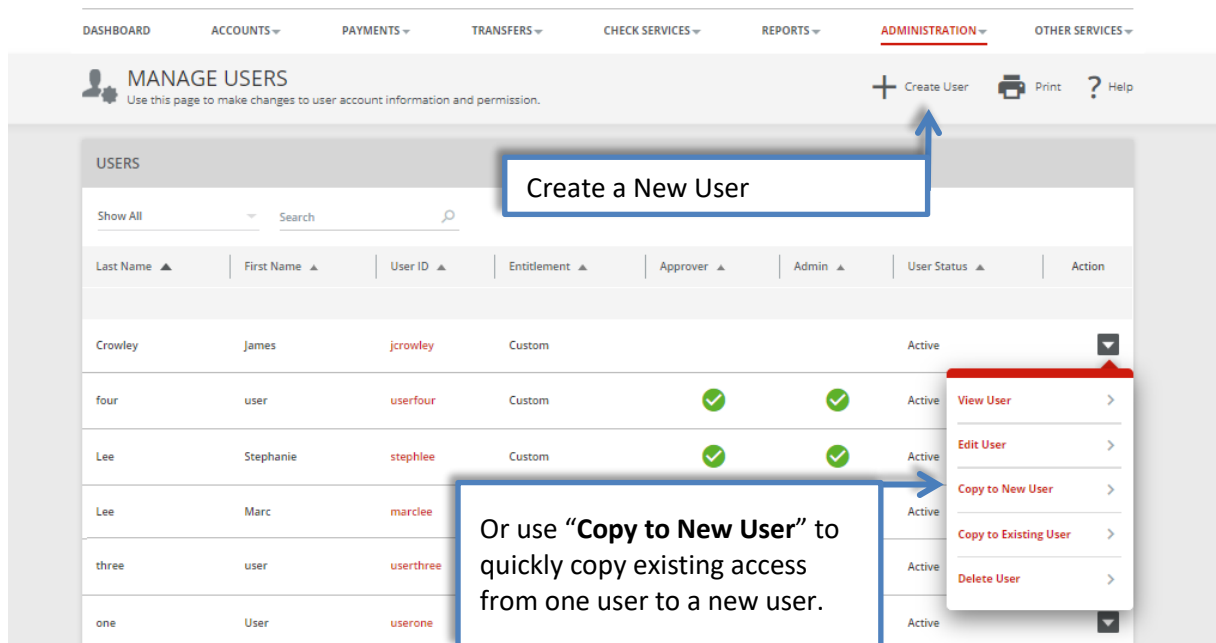 DASHBOARD ACCOUNTS PAYMENTS TRANSFERS CHECK SERVICES REPORTS ADMINISTRATION OTHER SERVICES
MANAGE USERS
Use this page to make changes to user account information and permission.
Create User Print ? Help
USERS
Create a New User
Show All Search
Last Name First Name User ID Entitlement Approver Admin User Status Action
Crowley James jcrowley Custom Active
four user userfour Custom Active
View User
Edit User
Lee Stephanie stephlee Custom Active
Copy to New User
Lee Marc marclee Active
Or use “Copy to New User” to
quickly copy existing access
from one user to a new user.
Copy to Existing User
three user userthree Active
Delete User
one User userone Active